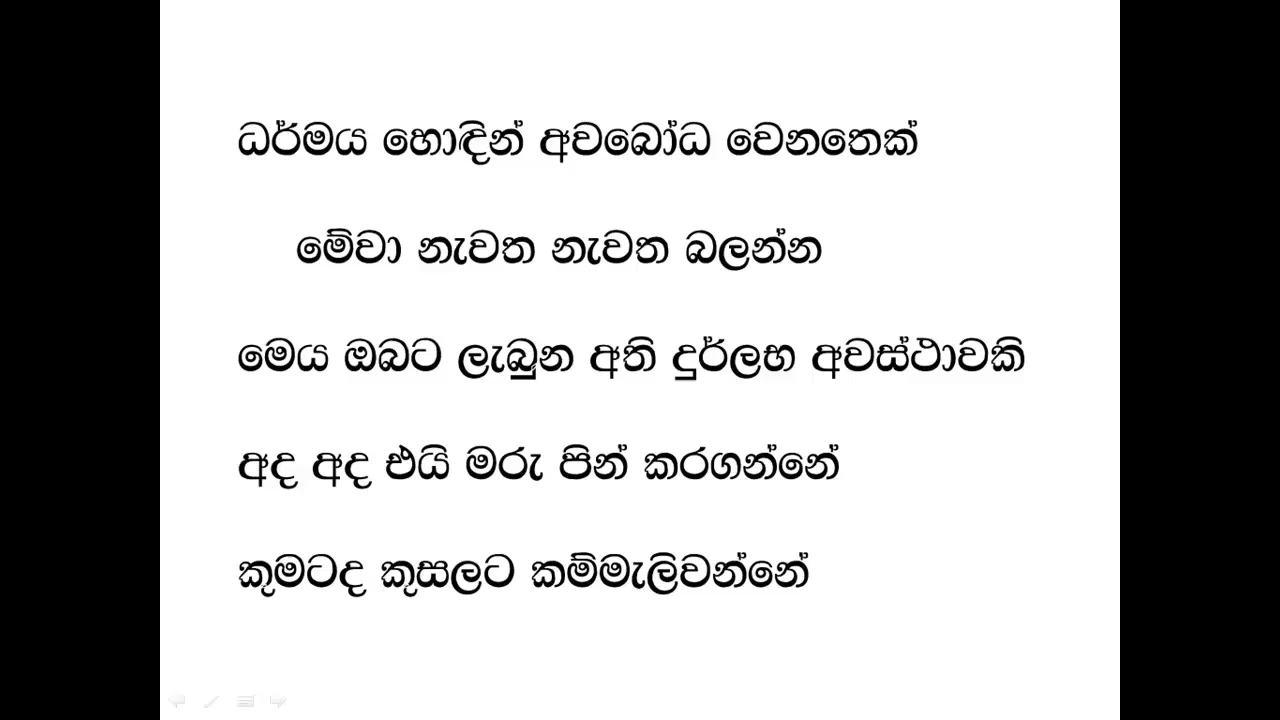 ධර්මය හොඳින් අවබෝධ වෙනතෙක්
මේවා නැවත නැවත බලන්න
මෙය ඔබට ලැබුන අති දුර්ලභ අවස්ථාවකි
අද අද එයි මරු පින් කරගන්නේ
කුමටද කුසලට කම්මැලිවන්නේ